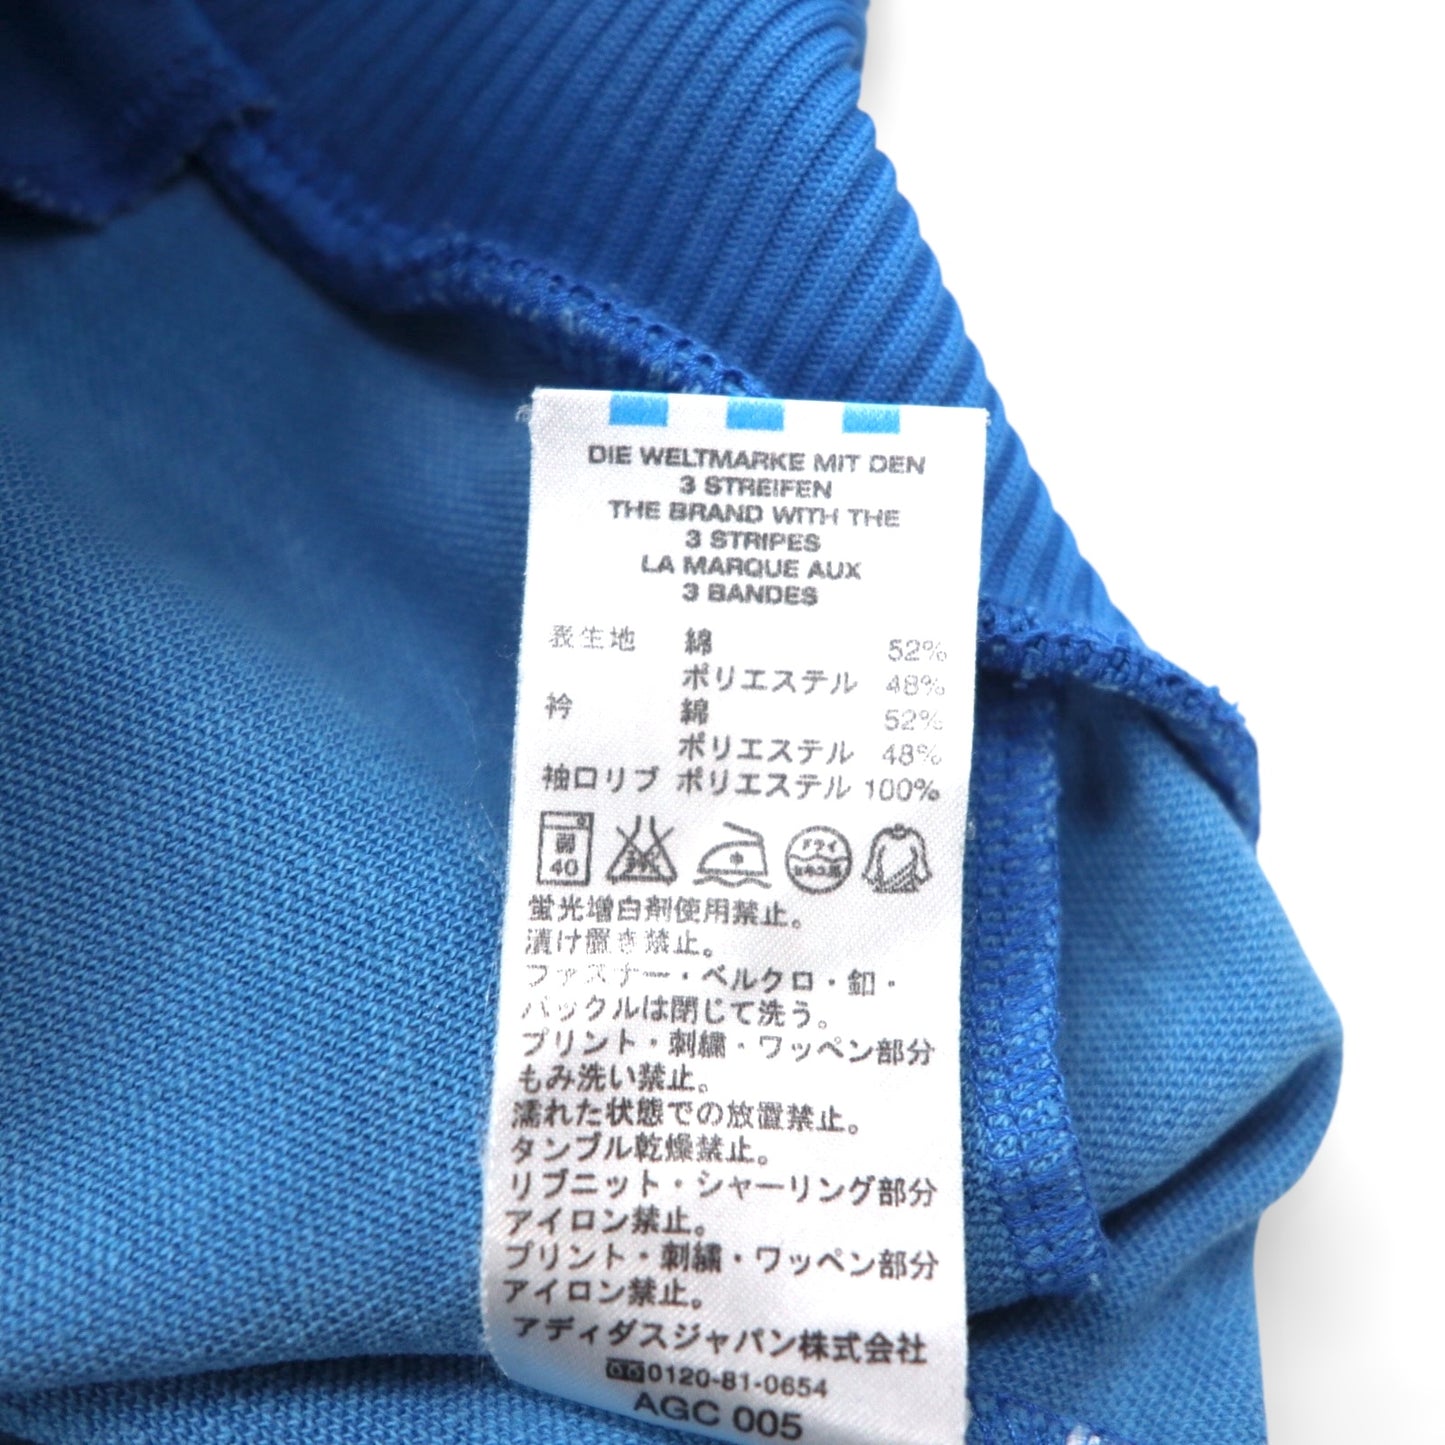 DIE WELTMARKE MIT DEN
3 STREIFEN
THE BRAND WITH THE
3 STRIPES
LA MARQUE AUX
3 BANDES
表生地 綿 52%
ポリエステル 48%
衿 綿 52%
ポリエステル 48%
袖口リブ ポリエステル 100%
弱 40 ドライ
蛍光増白剤使用禁止。
漬け置き禁止。
ファスナー・ベルクロ・釦・
バックルは閉じて洗う。
プリント・刺繍・ワッペン部分
もみ洗い禁止。
濡れた状態での放置禁止。
タンブル乾燥禁止。
リブニット・シャーリング部分
アイロン禁止。
プリント・刺繍・ワッペン部分
アイロン禁止。
アディダスジャパン株式会社
0120-81-0654
AGC 005